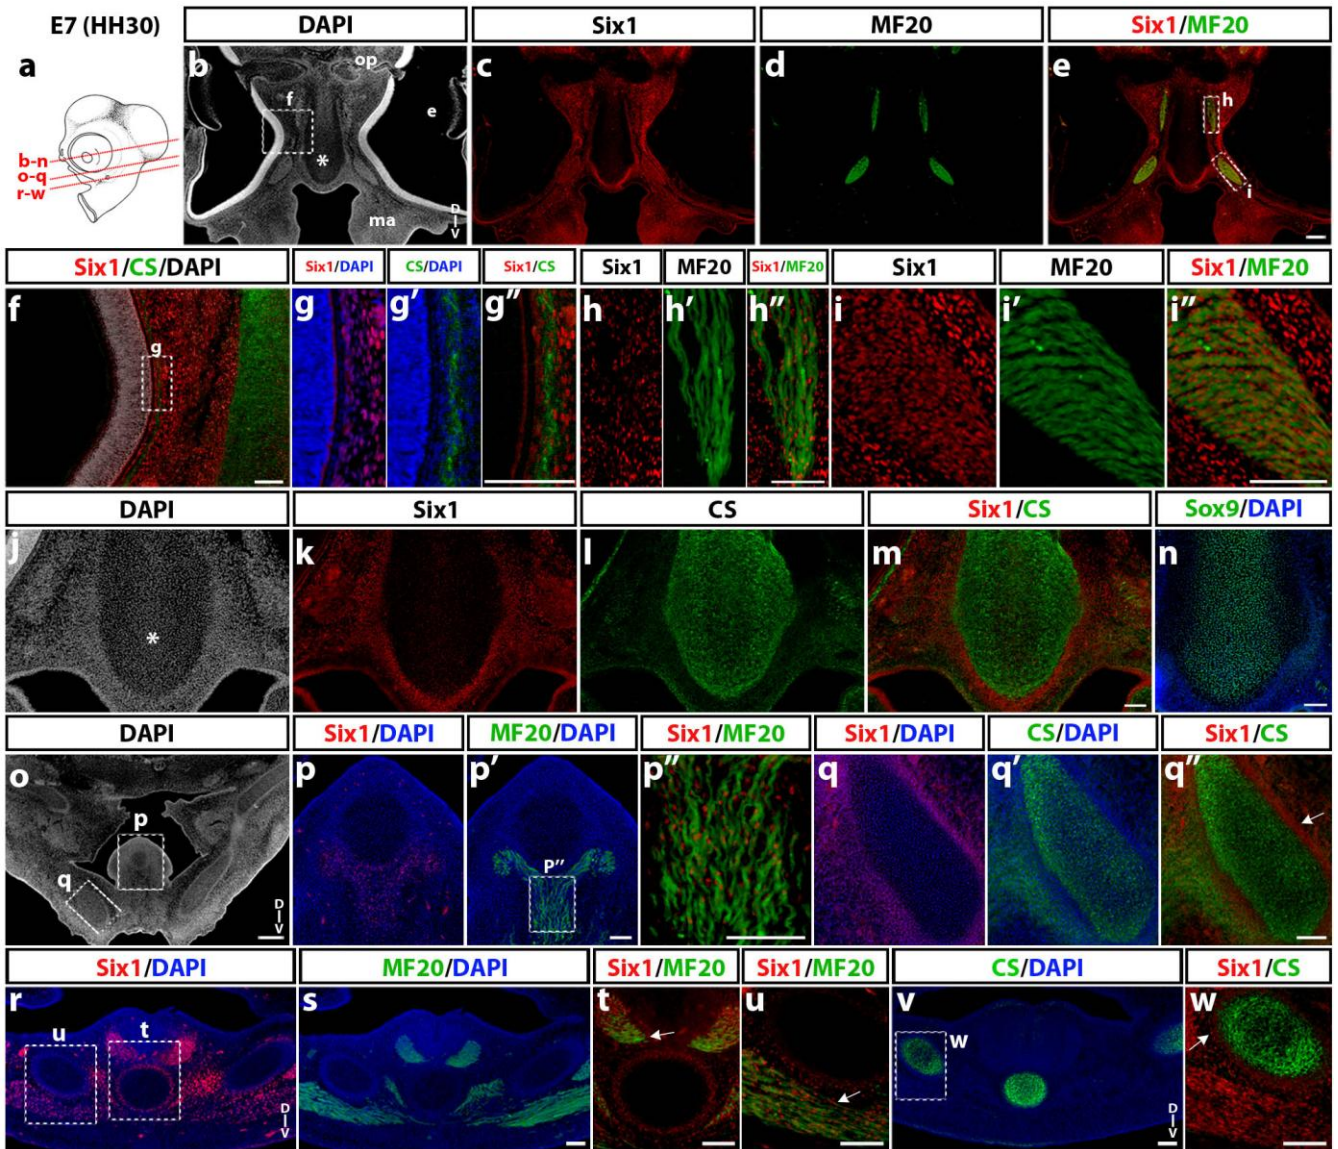 E7 (HH30)
DAPI
Six1
MF20
Six1/MF20
a
b-n
o-q
r-w
b
op
f
e
*
ma
D
V
c
d
e
h
i
Six1/CS/DAPI
Six1/DAPI
CS/DAPI
Six1/CS
Six1
MF20
Six1/MF20
Six1
MF20
Six1/MF20
f
g
g
g'
g''
h
h'
h''
i
i'
i''
DAPI
Six1
CS
Six1/CS
Sox9/DAPI
j
*
k
l
m
n
DAPI
Six1/DAPI
MF20/DAPI
Six1/MF20
Six1/DAPI
CS/DAPI
Six1/CS
o
p
q
D
V
p
p'
P''
p''
q
q'
q''
Six1/DAPI
MF20/DAPI
Six1/MF20
Six1/MF20
CS/DAPI
Six1/CS
r
u
t
D
V
s
t
u
v
w
D
V
w